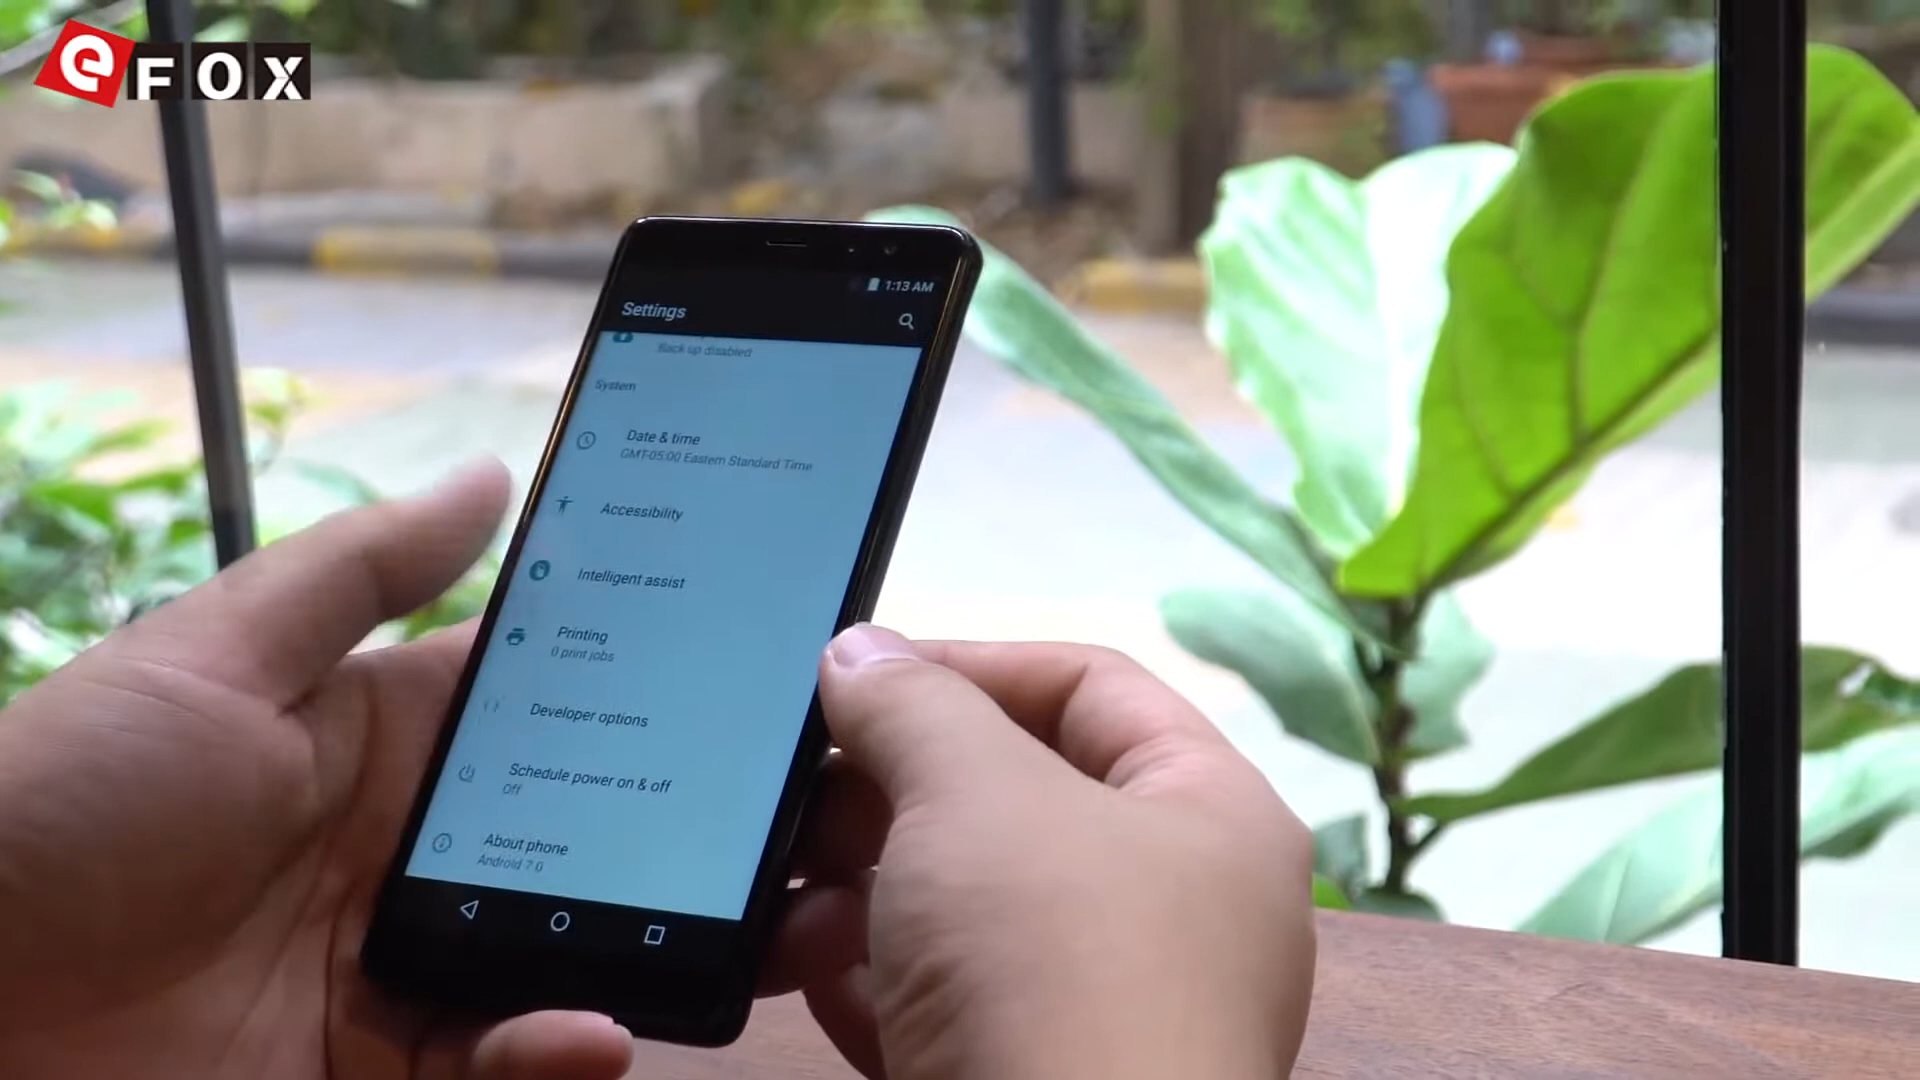 eFOX
1:13 AM
Settings
Back up disabled
System
Date & time
GMT-05:00 Eastern Standard Time
Accessibility
Intelligent assist
Printing
0 print jobs
Developer options
Schedule power on & off
Off
About phone
Android 7.0